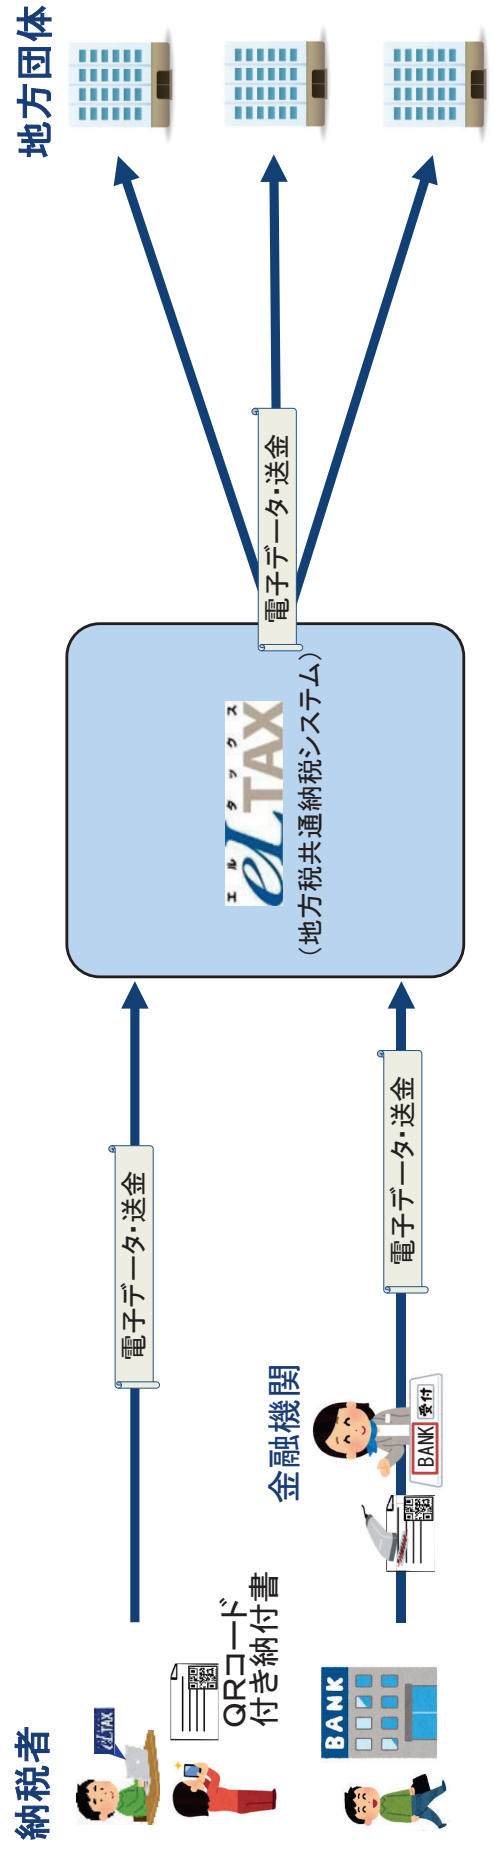 納税者
eLTAX
QRコード
付き納付書
BANK
金融機関
BANK
受付
電子データ・送金
電子データ・送金
エルタックス
eLTAX
（地方税共通納税システム）
電子データ・送金
地方団体